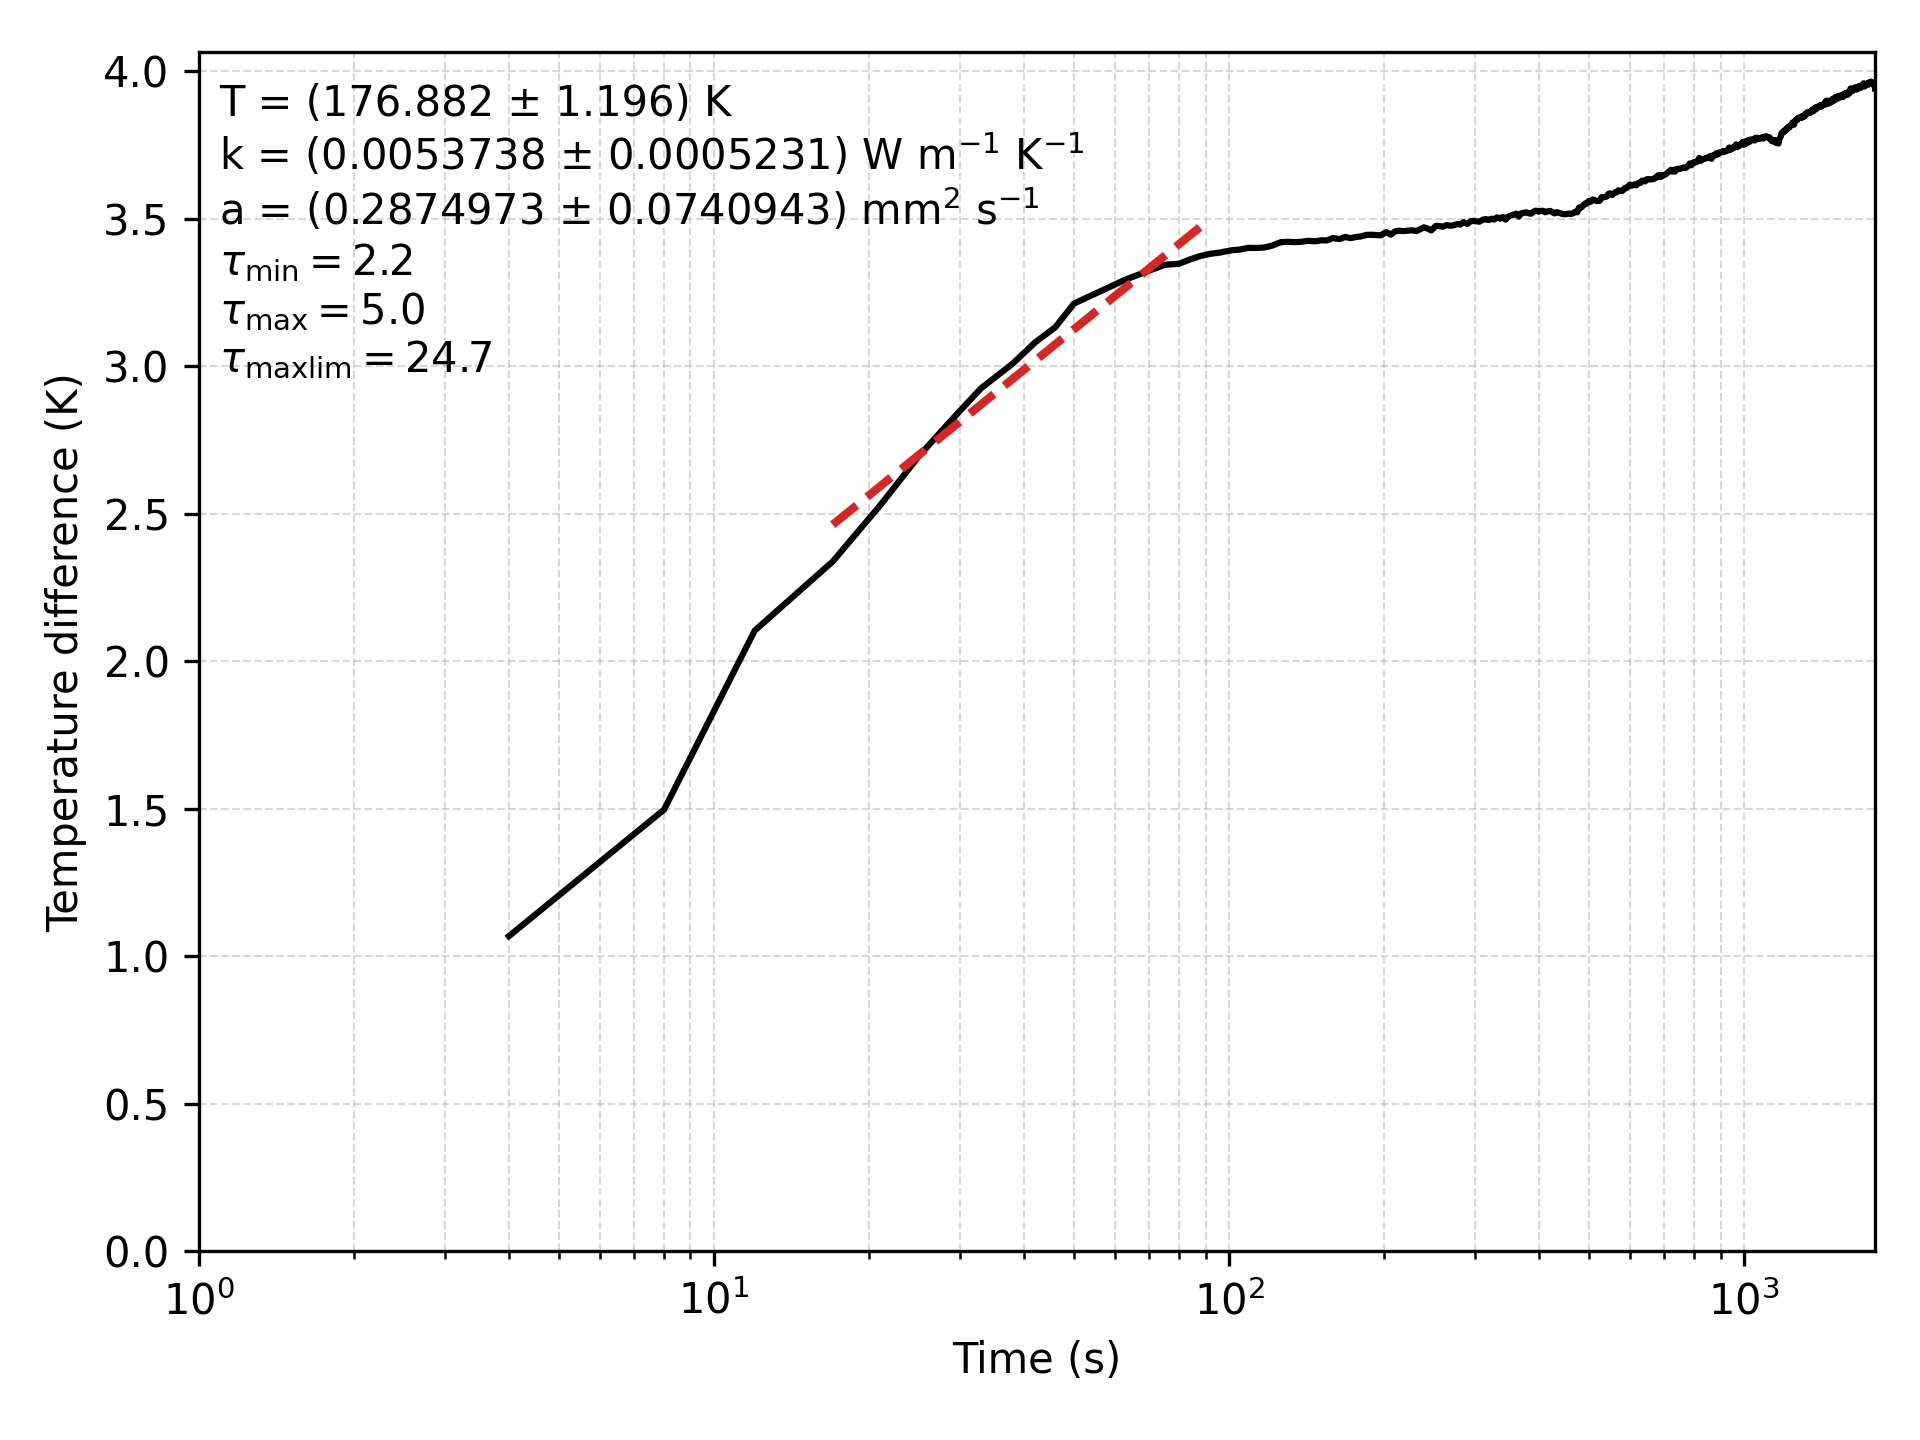 4.0
3.5
3.0
2.5
2.0
1.5
1.0
0.5
0.0
Temperature difference (K)
T = (176.882 ± 1.196) K
k = (0.0053738 ± 0.0005231) W m⁻¹ K⁻¹
a = (0.2874973 ± 0.0740943) mm² s⁻¹
τmin = 2.2
τmax = 5.0
τmaxlim = 24.7
10⁰ 10¹ 10² 10³
Time (s)